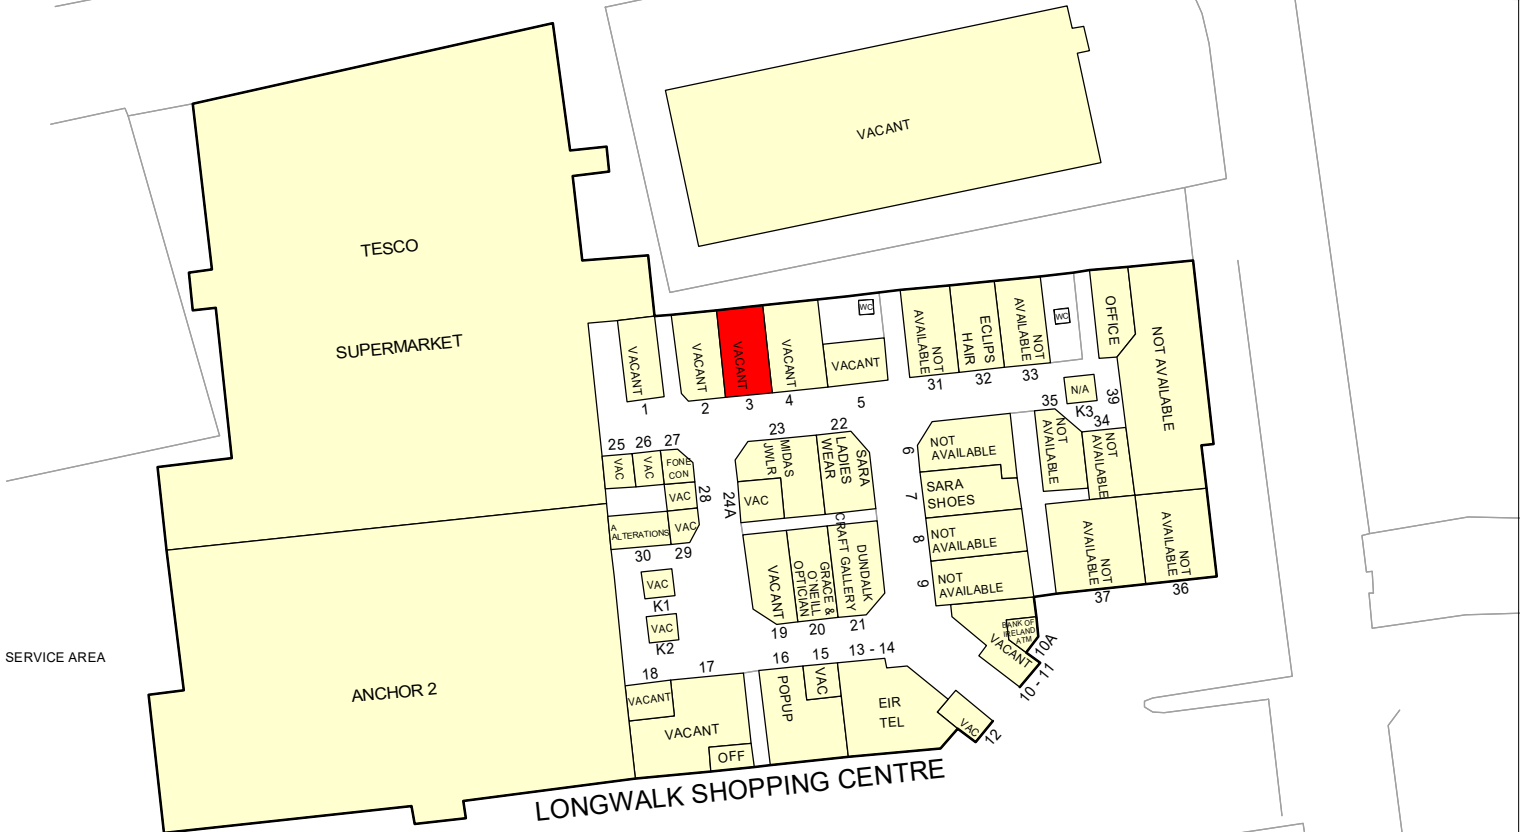 VACANT
TESCO
SUPERMARKET
ANCHOR 2
SERVICE AREA
VACANT
1
VACANT
2
VACANT
3
VACANT
4
WC
VACANT
5
NOT
AVAILABLE
31
ECLIPS
HAIR
32
NOT
AVAILABLE
33
WC
OFFICE
NOT AVAILABLE
N/A
K3
39
35
NOT
AVAILABLE
34
NOT
AVAILABLE
25
VAC
26
VAC
27
FONE
CON
VAC
28
A
ALTERATIONS
30
VAC
29
VAC
K1
VAC
K2
23
MIDAS
JWLR
22
SARA
LADIES
WEAR
24A
VAC
VACANT
19
GRACE &
O'NEILL
OPTICIAN
20
DUNDALK
CRAFT GALLERY
21
6
NOT
AVAILABLE
7
SARA
SHOES
8
NOT
AVAILABLE
9
NOT
AVAILABLE
NOT
AVAILABLE
37
NOT
AVAILABLE
36
BANK OF
IRELAND
ATM
10A
VACANT
10 - 11
18
VACANT
17
VACANT
OFF
16
POPUP
15
VAC
13 - 14
EIR
TEL
VAC
12
LONGWALK SHOPPING CENTRE